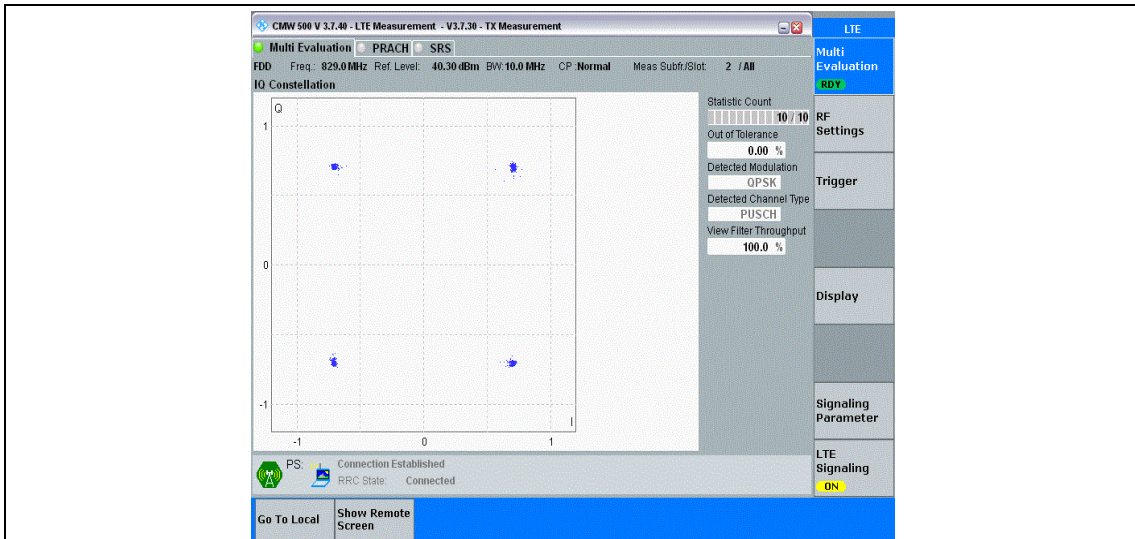 CMW 500 V 3.7.40 - LTE Measurement - V3.7.30 - TX Measurement
Multi Evaluation PRACH SRS
FDD Freq.: 829.0 MHz Ref. Level: 40.30 dBm BW: 10.0 MHz CP :Normal Meas Subfr./Slot: 2 / All
IQ Constellation
Q
1
0
-1
I
-1 0 1
Statistic Count
10 / 10
Out of Tolerance
0.00 %
Detected Modulation
QPSK
Detected Channel Type
PUSCH
View Filter Throughput
100.0 %
PS:
Connection Established
RRC State: Connected
LTE
Multi
Evaluation
RDY
RF
Settings
Trigger
Display
Signaling
Parameter
LTE
Signaling
ON
Go To Local
Show Remote
Screen